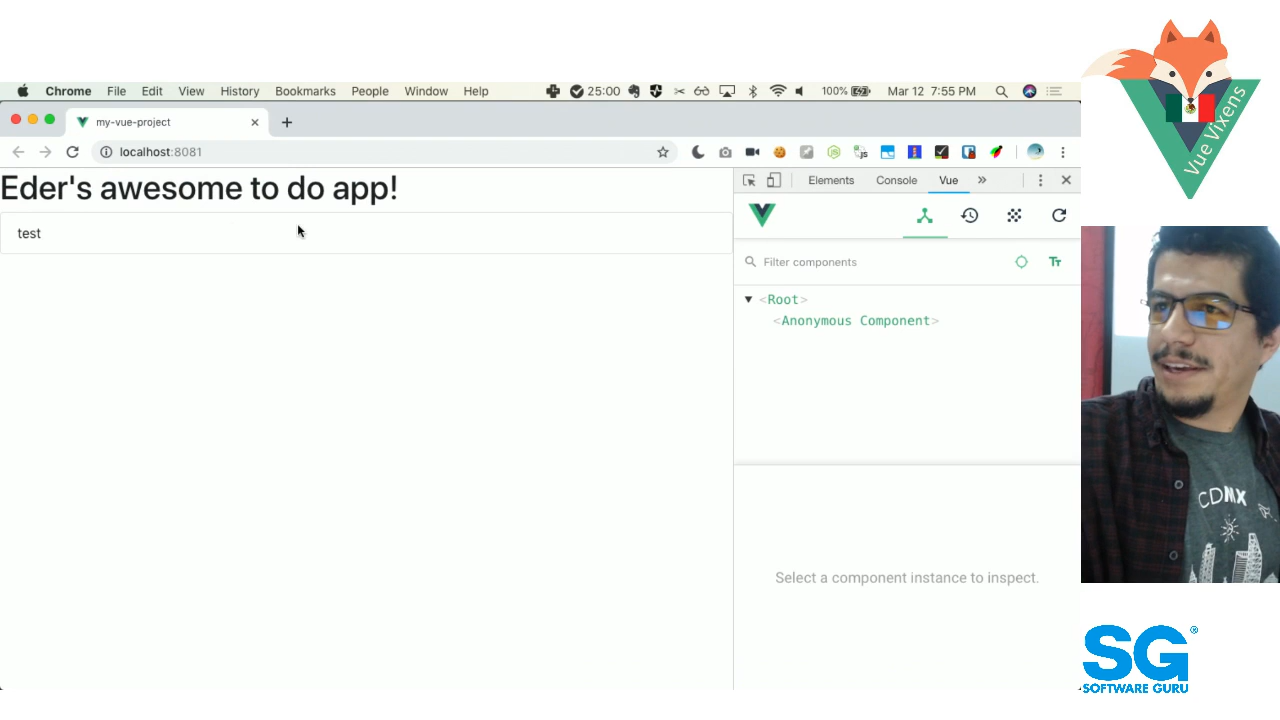 Chrome File Edit View History Bookmarks People Window Help 25:00 100% Mar 12 7:55 PM
my-vue-project
localhost:8081
Eder's awesome to do app!
test
Elements Console Vue
Filter components
<Root>
<Anonymous Component>
Select a component instance to inspect.
Vue Vixens
CDMX
SG®
SOFTWARE GURU